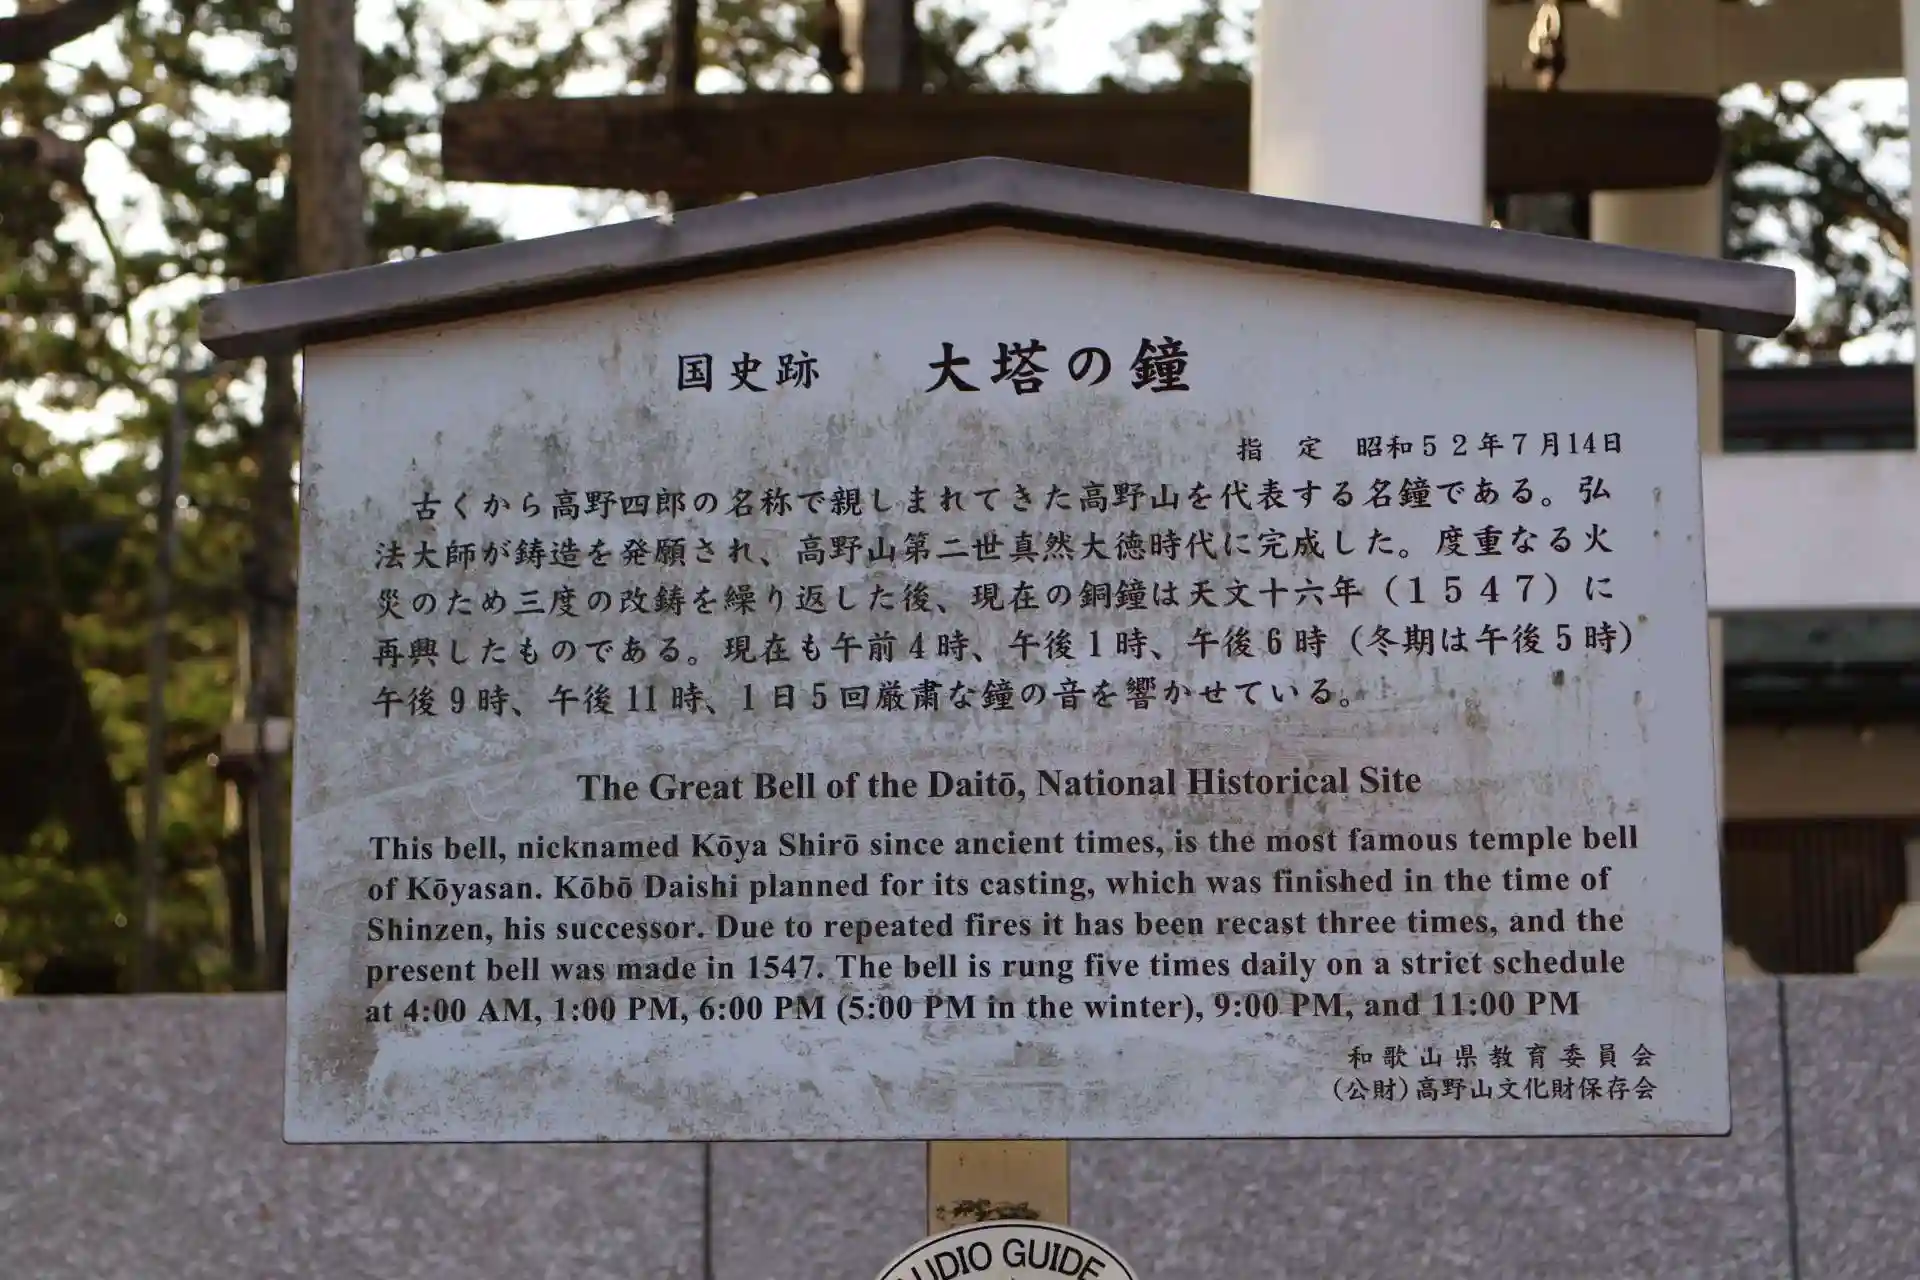 国史跡　大塔の鐘
指　定　昭和５２年７月14日
古くから高野四郎の名称で親しまれてきた高野山を代表する名鐘である。弘
法大師が鋳造を発願され、高野山第二世真然大徳時代に完成した。度重なる火
災のため三度の改鋳を繰り返した後、現在の銅鐘は天文十六年（１５４７）に
再興したものである。現在も午前４時、午後１時、午後６時（冬期は午後５時）
午後９時、午後11時、１日５回厳粛な鐘の音を響かせている。
The Great Bell of the Daitō, National Historical Site
This bell, nicknamed Kōya Shirō since ancient times, is the most famous temple bell
of Kōyasan. Kōbō Daishi planned for its casting, which was finished in the time of
Shinzen, his successor. Due to repeated fires it has been recast three times, and the
present bell was made in 1547. The bell is rung five times daily on a strict schedule
at 4:00 AM, 1:00 PM, 6:00 PM (5:00 PM in the winter), 9:00 PM, and 11:00 PM
和歌山県教育委員会
（公財）高野山文化財保存会
AUDIO GUIDE